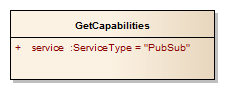 GetCapabilities
+ service :ServiceType = "PubSub"